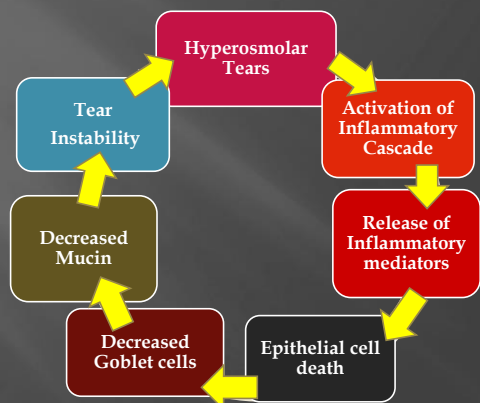 Hyperosmolar
Tears
Activation of
Inflammatory
Cascade
Release of
Inflammatory
mediators
Epithelial cell
death
Decreased
Goblet cells
Decreased
Mucin
Tear
Instability